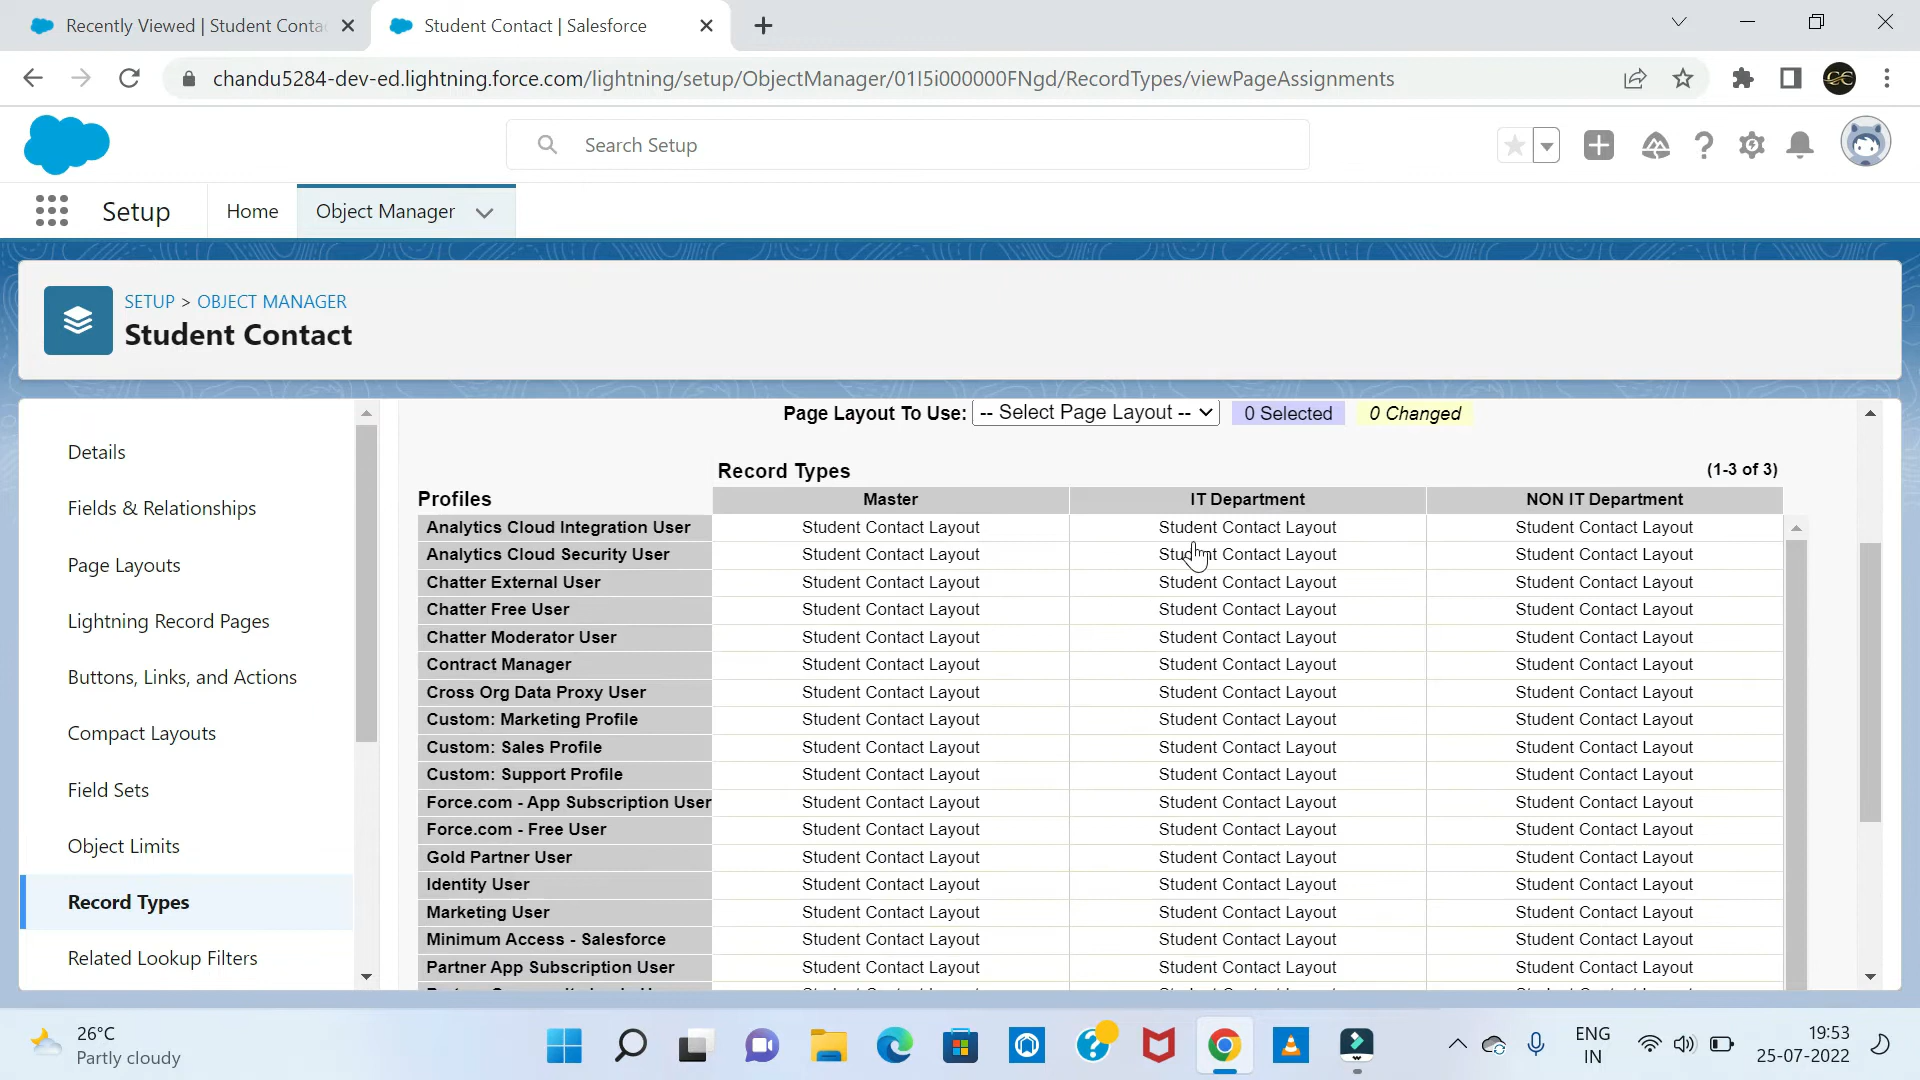 Recently Viewed | Student Conta
Student Contact | Salesforce
chandu5284-dev-ed.lightning.force.com/lightning/setup/ObjectManager/01I5i000000FNgd/RecordTypes/viewPageAssignments
Search Setup
Setup
Home
Object Manager
SETUP > OBJECT MANAGER
Student Contact
Details
Fields & Relationships
Page Layouts
Lightning Record Pages
Buttons, Links, and Actions
Compact Layouts
Field Sets
Object Limits
Record Types
Related Lookup Filters
Page Layout To Use: -- Select Page Layout -- 0 Selected 0 Changed
Record Types (1-3 of 3)
Profiles Master IT Department NON IT Department
Analytics Cloud Integration User Student Contact Layout Student Contact Layout Student Contact Layout
Analytics Cloud Security User Student Contact Layout Student Contact Layout Student Contact Layout
Chatter External User Student Contact Layout Student Contact Layout Student Contact Layout
Chatter Free User Student Contact Layout Student Contact Layout Student Contact Layout
Chatter Moderator User Student Contact Layout Student Contact Layout Student Contact Layout
Contract Manager Student Contact Layout Student Contact Layout Student Contact Layout
Cross Org Data Proxy User Student Contact Layout Student Contact Layout Student Contact Layout
Custom: Marketing Profile Student Contact Layout Student Contact Layout Student Contact Layout
Custom: Sales Profile Student Contact Layout Student Contact Layout Student Contact Layout
Custom: Support Profile Student Contact Layout Student Contact Layout Student Contact Layout
Force.com - App Subscription User Student Contact Layout Student Contact Layout Student Contact Layout
Force.com - Free User Student Contact Layout Student Contact Layout Student Contact Layout
Gold Partner User Student Contact Layout Student Contact Layout Student Contact Layout
Identity User Student Contact Layout Student Contact Layout Student Contact Layout
Marketing User Student Contact Layout Student Contact Layout Student Contact Layout
Minimum Access - Salesforce Student Contact Layout Student Contact Layout Student Contact Layout
Partner App Subscription User Student Contact Layout Student Contact Layout Student Contact Layout
26°C
Partly cloudy
ENG
IN
19:53
25-07-2022